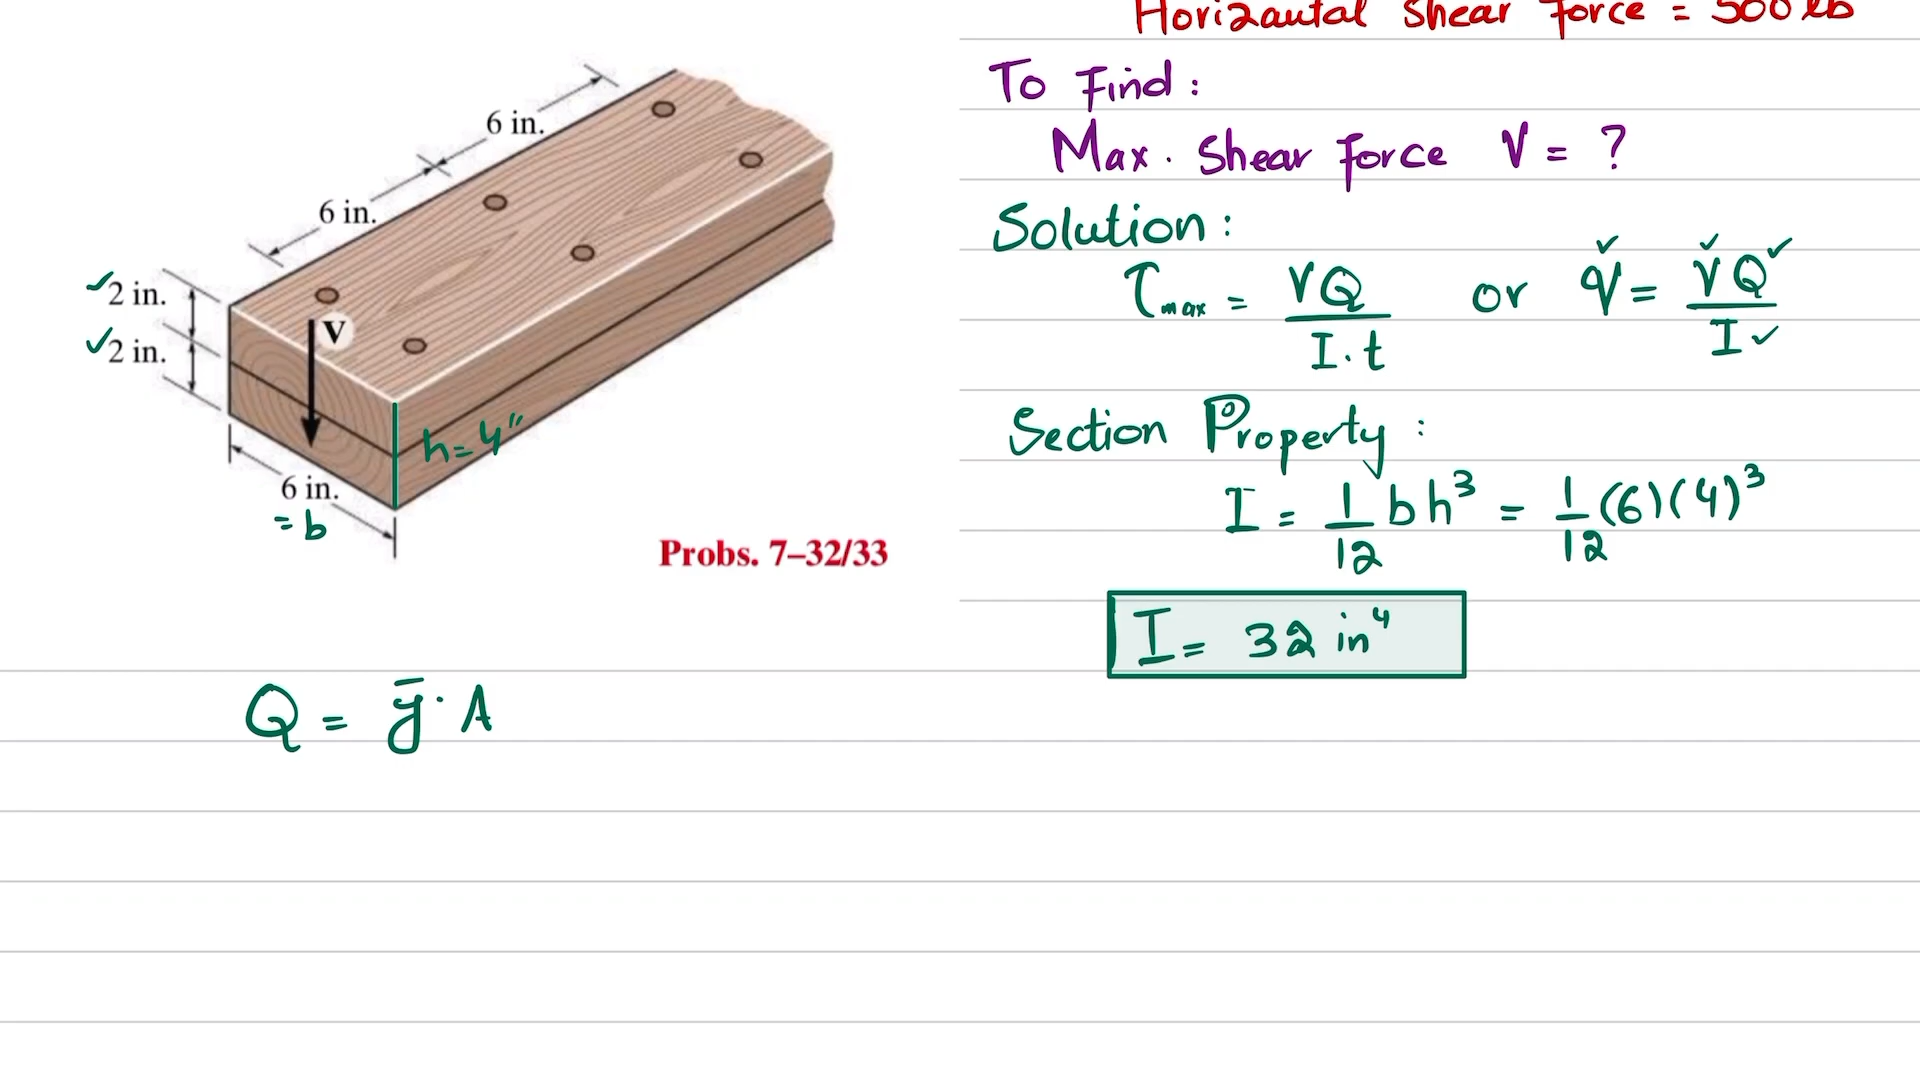 Horizautal Shear Force = 500 lb
To Find:
Max. Shear Force V = ?
Solution:
τmax = VQ / I.t or q = VQ / I
Section Property:
I = 1/12 bh³ = 1/12 (6)(4)³
I = 32 in⁴
6 in.
6 in.
2 in.
V
2 in.
h = 4"
6 in.
= b
Probs. 7–32/33
Q = ȳ · A